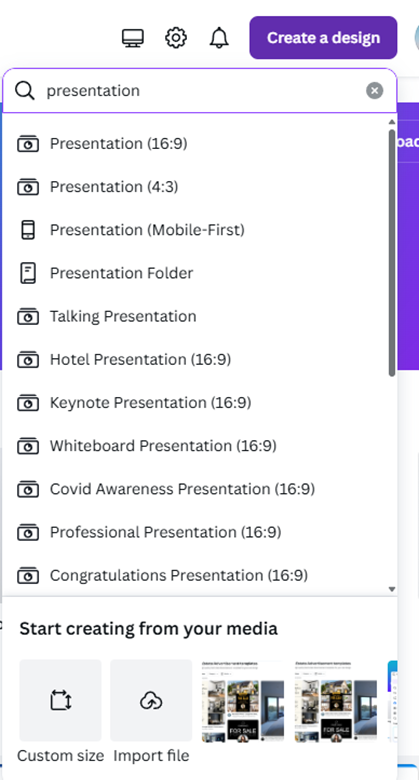 Create a design
presentation
Presentation (16:9)
Presentation (4:3)
Presentation (Mobile-First)
Presentation Folder
Talking Presentation
Hotel Presentation (16:9)
Keynote Presentation (16:9)
Whiteboard Presentation (16:9)
Covid Awareness Presentation (16:9)
Professional Presentation (16:9)
Congratulations Presentation (16:9)
Start creating from your media
FOR SALE
FOR SALE
Custom size
Import file